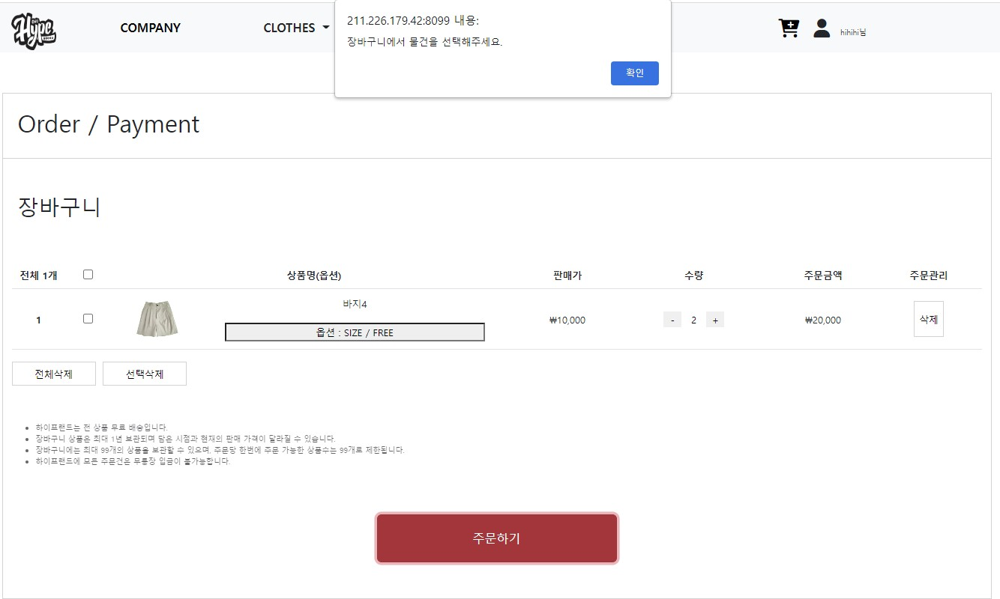 Hype
COMPANY
CLOTHES
211.226.179.42:8099 내용:
장바구니에서 물건을 선택해주세요.
확인
hihihi님
Order / Payment
장바구니
전체 1개 상품명(옵션) 판매가 수량 주문금액 주문관리
바지4
1 ₩10,000 - 2 + ₩20,000 삭제
옵션 : SIZE / FREE
전체삭제 선택삭제
하이프랜드는 전 상품 무료 배송입니다.
장바구니 상품은 최대 1년 보관되며 담은 시점과 현재의 판매 가격이 달라질 수 있습니다.
장바구니에는 최대 99개의 상품을 보관할 수 있으며, 주문당 한번에 주문 가능한 상품수는 99개로 제한됩니다.
하이프랜드에 모든 주문건은 무통장 입금이 불가능합니다.
주문하기